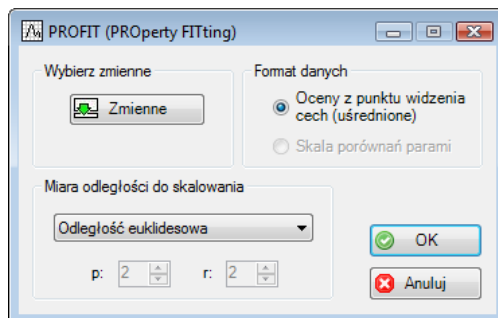 PROFIT (PROperty FITting)
Wybierz zmienne
Zmienne
Format danych
Oceny z punktu widzenia
cech (uśrednione)
Skala porównań parami
Miara odległości do skalowania
Odległość euklidesowa
p: 2 r: 2
OK
Anuluj